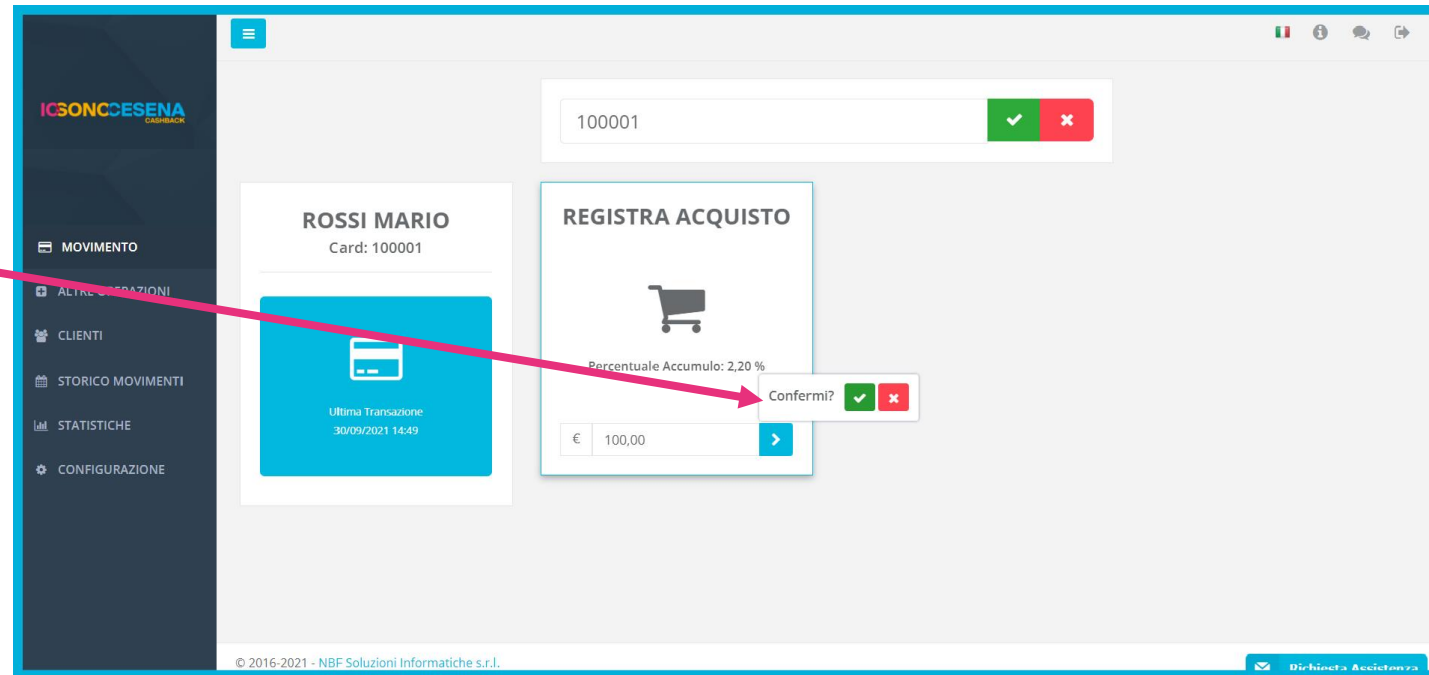 IOSONOCESENA
CASHBACK
100001
ROSSI MARIO
Card: 100001
REGISTRA ACQUISTO
MOVIMENTO
ALTRE OPERAZIONI
CLIENTI
STORICO MOVIMENTI
STATISTICHE
CONFIGURAZIONE
Ultima Transazione
30/09/2021 14:49
Percentuale Accumulo: 2,20 %
Confermi?
€ 100,00
© 2016-2021 - NBF Soluzioni Informatiche s.r.l.
Richiesta Assistenza